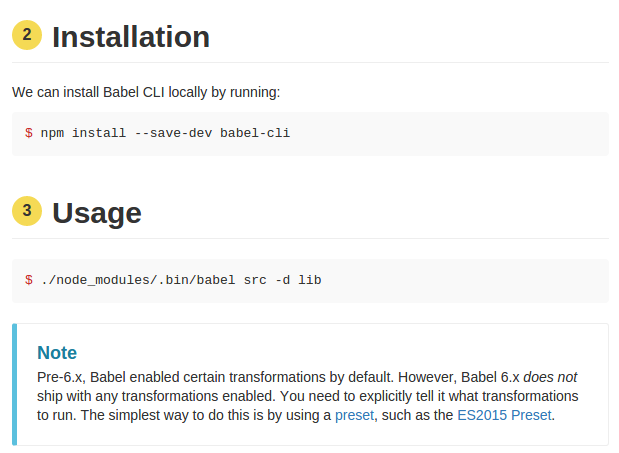 2 Installation
We can install Babel CLI locally by running:
$ npm install --save-dev babel-cli
3 Usage
$ ./node_modules/.bin/babel src -d lib
Note
Pre-6.x, Babel enabled certain transformations by default. However, Babel 6.x does not
ship with any transformations enabled. You need to explicitly tell it what transformations
to run. The simplest way to do this is by using a preset, such as the ES2015 Preset.